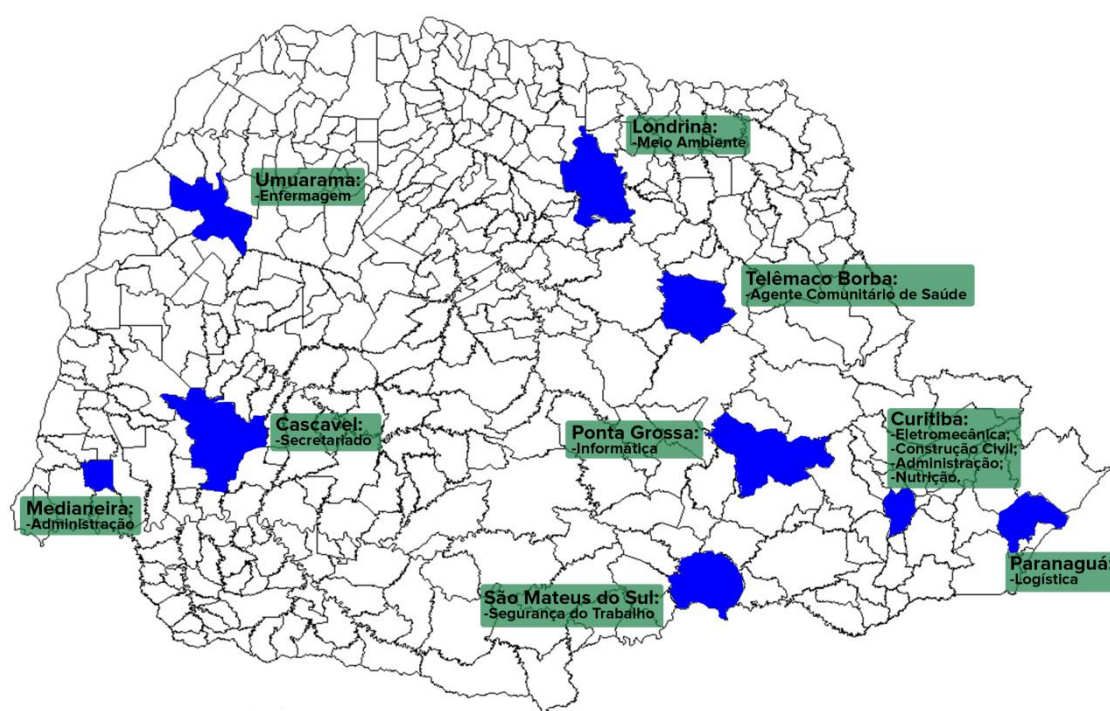 Londrina:
-Meio Ambiente
Umuarama:
-Enfermagem
Telêmaco Borba:
-Agente Comunitário de Saúde
Cascavel:
-Secretariado
Ponta Grossa:
-Informática
Curitiba:
-Eletromecânica;
-Construção Civil;
-Administração;
-Nutrição.
Medianeira:
-Administração
Paranaguá:
-Logística
São Mateus do Sul:
-Segurança do Trabalho